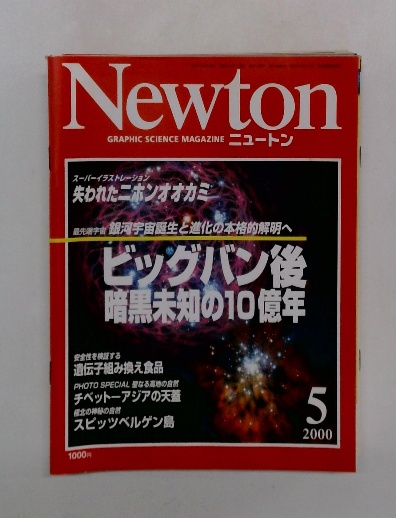 Newton
GRAPHIC SCIENCE MAGAZINE ニュートン
スーパーイラストレーション
失われたニホンオオカミ
最先端宇宙 銀河宇宙誕生と進化の本格的解明へ
ビッグバン後
暗黒未知の10億年
安全性を検証する
遺伝子組み換え食品
PHOTO SPECIAL 聖なる高地の自然
チベットーアジアの天蓋
極北の神秘の自然
スピッツベルゲン島
5
2000
1000円